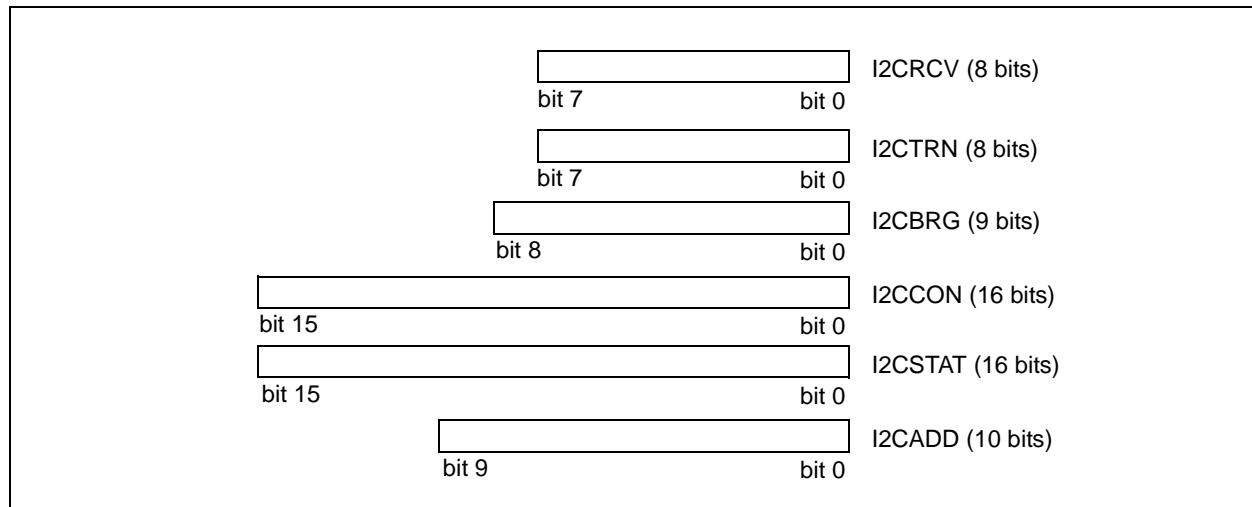 I2CRCV (8 bits)
bit 7 bit 0
I2CTRN (8 bits)
bit 7 bit 0
I2CBRG (9 bits)
bit 8 bit 0
I2CCON (16 bits)
bit 15 bit 0
I2CSTAT (16 bits)
bit 15 bit 0
I2CADD (10 bits)
bit 9 bit 0